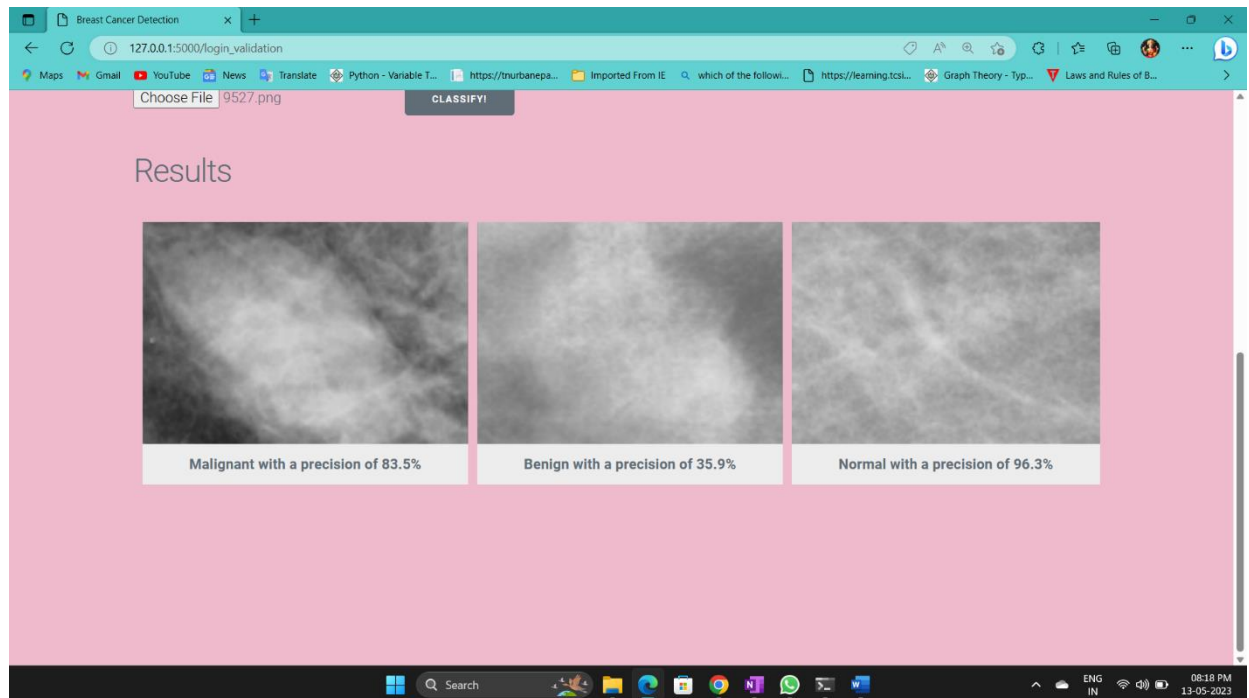 Breast Cancer Detection
127.0.0.1:5000/login_validation
Maps Gmail YouTube News Translate Python - Variable T... https://tnurbanepa... Imported From IE which of the followi... https://learning.tcsi... Graph Theory - Typ... Laws and Rules of B...
Choose File 9527.png CLASSIFY!
Results
Malignant with a precision of 83.5% Benign with a precision of 35.9% Normal with a precision of 96.3%
Search
ENG 08:18 PM
IN 13-05-2023